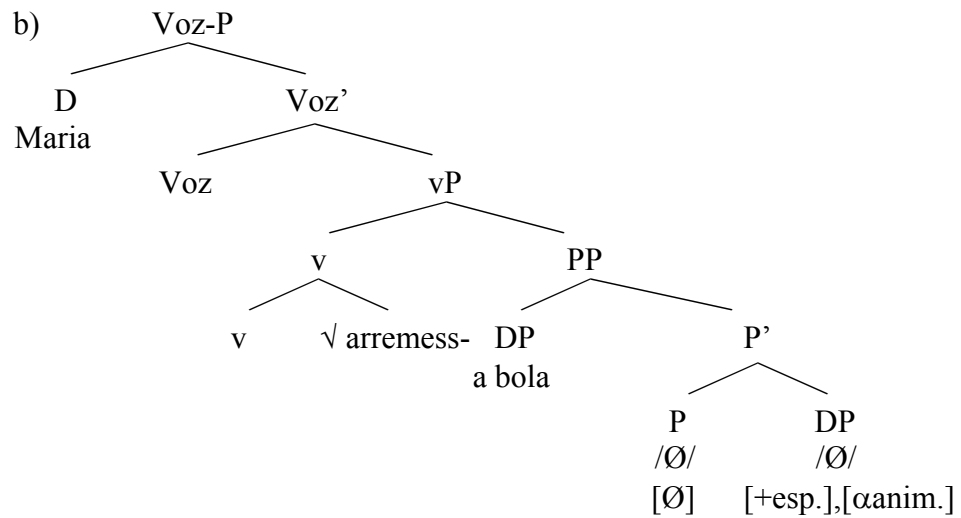 b) Voz-P
D Voz’
Maria
Voz vP
v PP
v √ arremess- DP P’
a bola
P DP
/Ø/ /Ø/
[Ø] [+esp.],[αanim.]